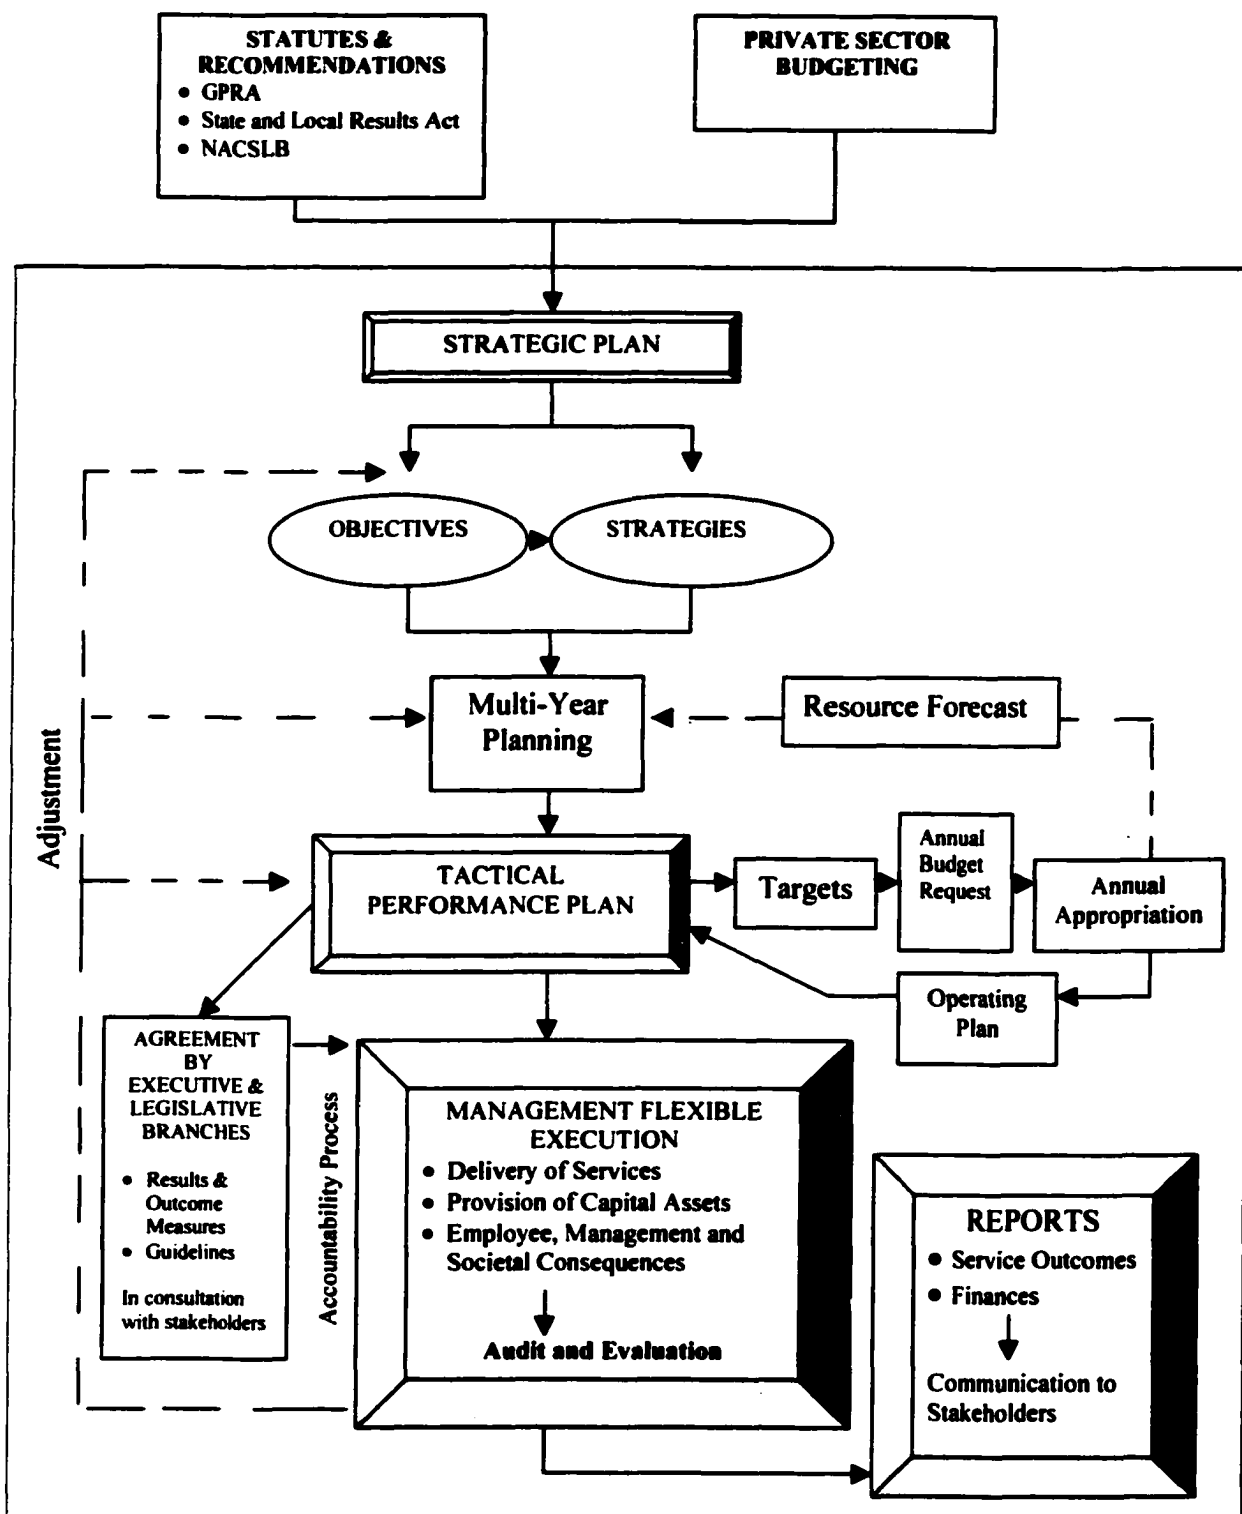 STATUTES &
RECOMMENDATIONS
• GPRA
• State and Local Results Act
• NACSLB
PRIVATE SECTOR
BUDGETING
STRATEGIC PLAN
OBJECTIVES
STRATEGIES
Multi-Year
Planning
Resource Forecast
Adjustment
TACTICAL
PERFORMANCE PLAN
Targets
Annual
Budget
Request
Annual
Appropriation
Operating
Plan
AGREEMENT
BY
EXECUTIVE &
LEGISLATIVE
BRANCHES
• Results &
Outcome
Measures
• Guidelines
In consultation
with stakeholders
Accountability Process
MANAGEMENT FLEXIBLE
EXECUTION
• Delivery of Services
• Provision of Capital Assets
• Employee, Management and
Societal Consequences
Audit and Evaluation
REPORTS
• Service Outcomes
• Finances
Communication to
Stakeholders